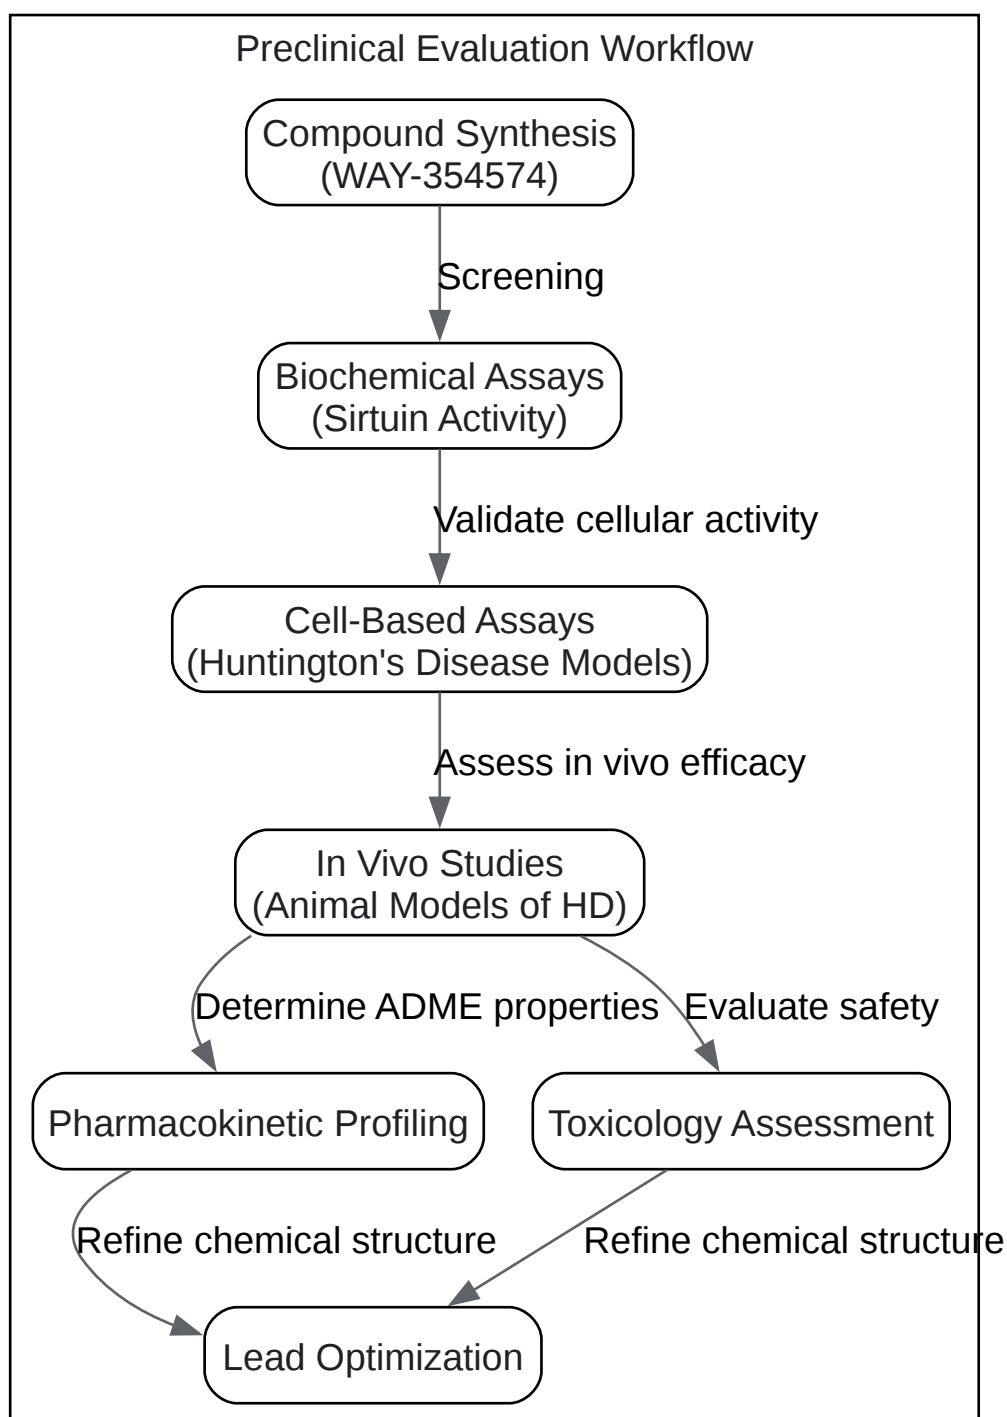 Preclinical Evaluation Workflow
Compound Synthesis
(WAY-354574)
Screening
Biochemical Assays
(Sirtuin Activity)
Validate cellular activity
Cell-Based Assays
(Huntington's Disease Models)
Assess in vivo efficacy
In Vivo Studies
(Animal Models of HD)
Determine ADME properties
Evaluate safety
Pharmacokinetic Profiling
Toxicology Assessment
Refine chemical structure
Refine chemical structure
Lead Optimization